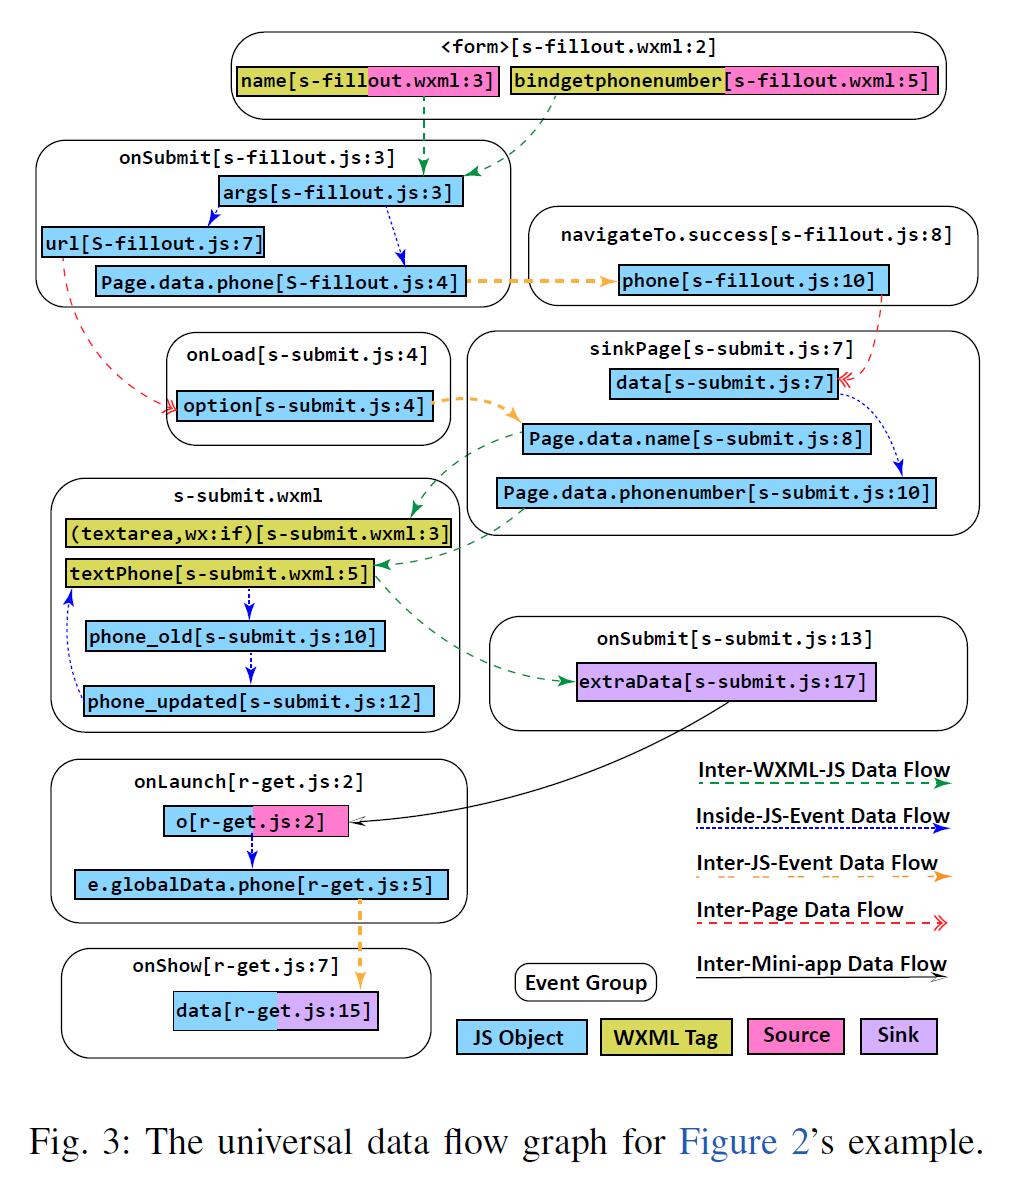 <form>[s-fillout.wxml:2]
name[s-fillout.wxml:3] bindgetphonenumber[s-fillout.wxml:5]
onSubmit[s-fillout.js:3]
args[s-fillout.js:3]
url[S-fillout.js:7]
Page.data.phone[S-fillout.js:4]
navigateTo.success[s-fillout.js:8]
phone[s-fillout.js:10]
onLoad[s-submit.js:4]
option[s-submit.js:4]
sinkPage[s-submit.js:7]
data[s-submit.js:7]
Page.data.name[s-submit.js:8]
Page.data.phonenumber[s-submit.js:10]
s-submit.wxml
(textarea,wx:if)[s-submit.wxml:3]
textPhone[s-submit.wxml:5]
phone_old[s-submit.js:10]
phone_updated[s-submit.js:12]
onSubmit[s-submit.js:13]
extraData[s-submit.js:17]
onLaunch[r-get.js:2]
o[r-get.js:2]
e.globalData.phone[r-get.js:5]
onShow[r-get.js:7]
data[r-get.js:15]
Inter-WXML-JS Data Flow
Inside-JS-Event Data Flow
Inter-JS-Event Data Flow
Inter-Page Data Flow
Inter-Mini-app Data Flow
Event Group
JS Object WXML Tag Source Sink
Fig. 3: The universal data flow graph for Figure 2's example.